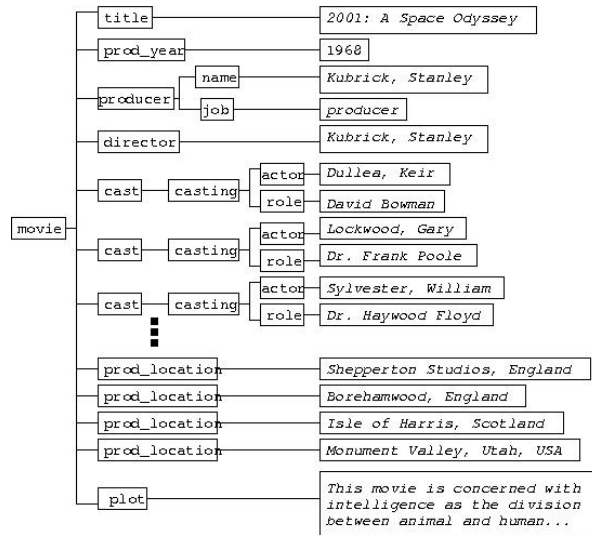 title 2001: A Space Odyssey
prod_year 1968
name Kubrick, Stanley
producer
job producer
director Kubrick, Stanley
actor Dullea, Keir
cast casting
role David Bowman
movie
actor Lockwood, Gary
cast casting
role Dr. Frank Poole
actor Sylvester, William
cast casting
role Dr. Haywood Floyd
prod_location Shepperton Studios, England
prod_location Borehamwood, England
prod_location Isle of Harris, Scotland
prod_location Monument Valley, Utah, USA
plot
This movie is concerned with
intelligence as the division
between animal and human...